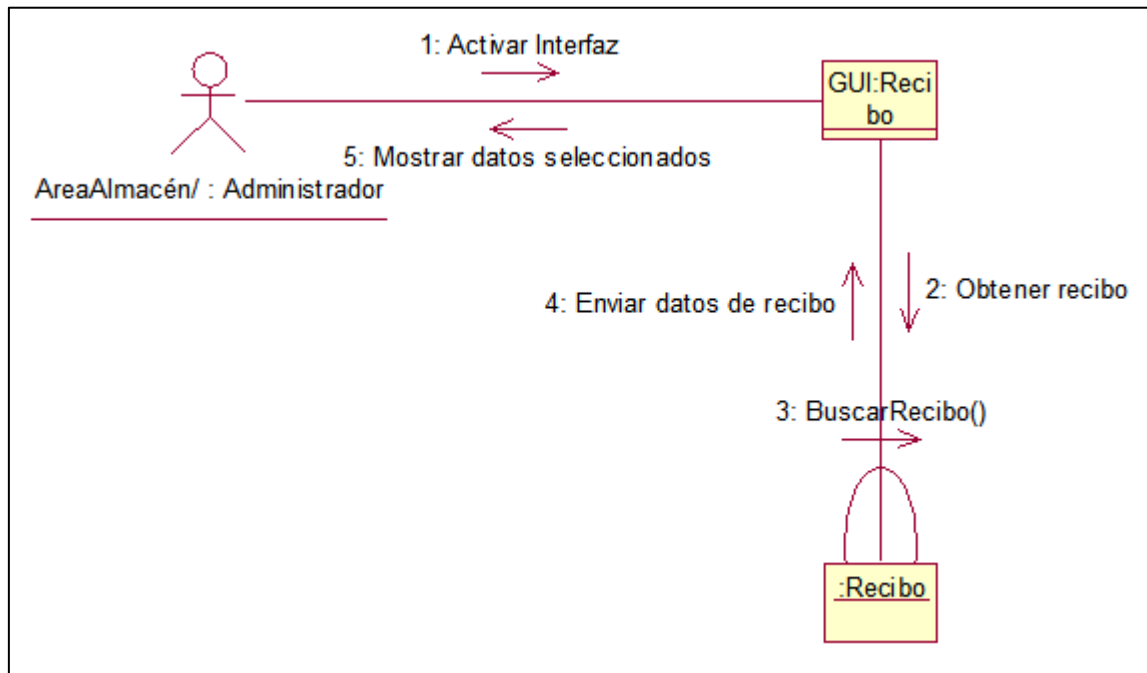 1: Activar Interfaz
GUI:Reci
bo
5: Mostrar datos seleccionados
AreaAlmacén/ : Administrador
4: Enviar datos de recibo
2: Obtener recibo
3: BuscarRecibo()
:Recibo